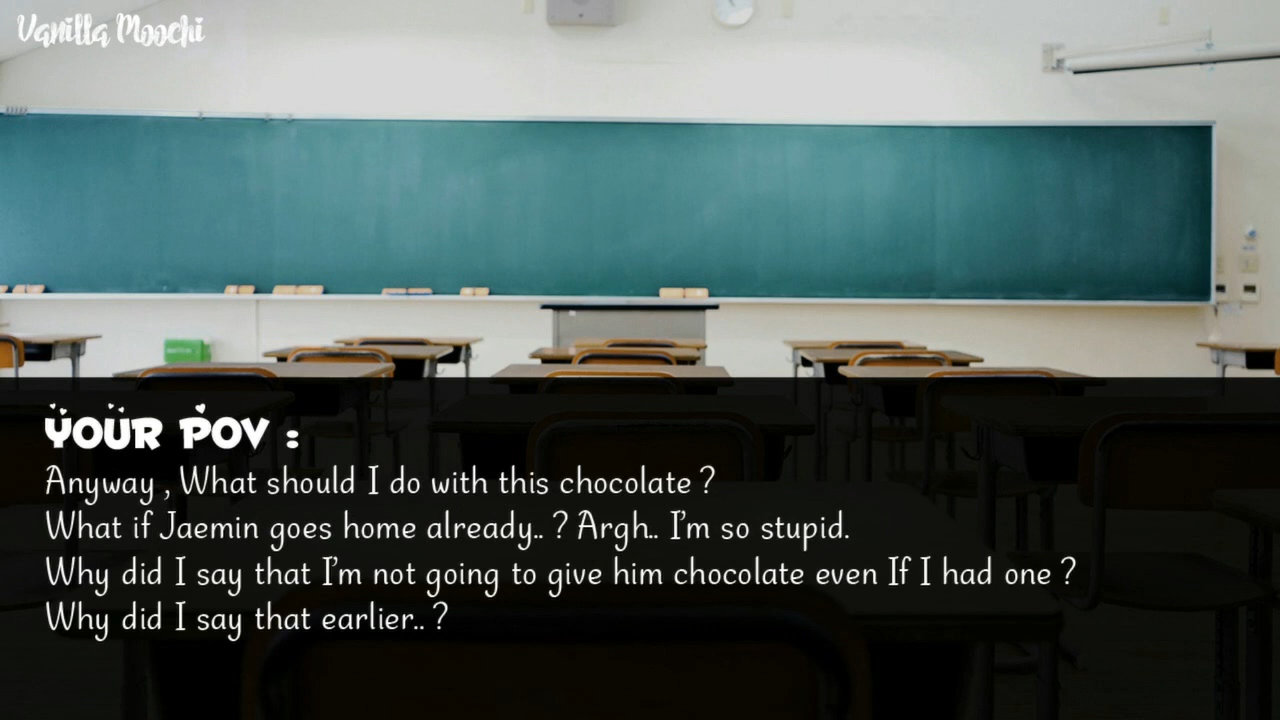 Vanilla Moochi
YOUR POV :
Anyway , What should I do with this chocolate ?
What if Jaemin goes home already.. ? Argh.. I'm so stupid.
Why did I say that I'm not going to give him chocolate even If I had one ?
Why did I say that earlier.. ?